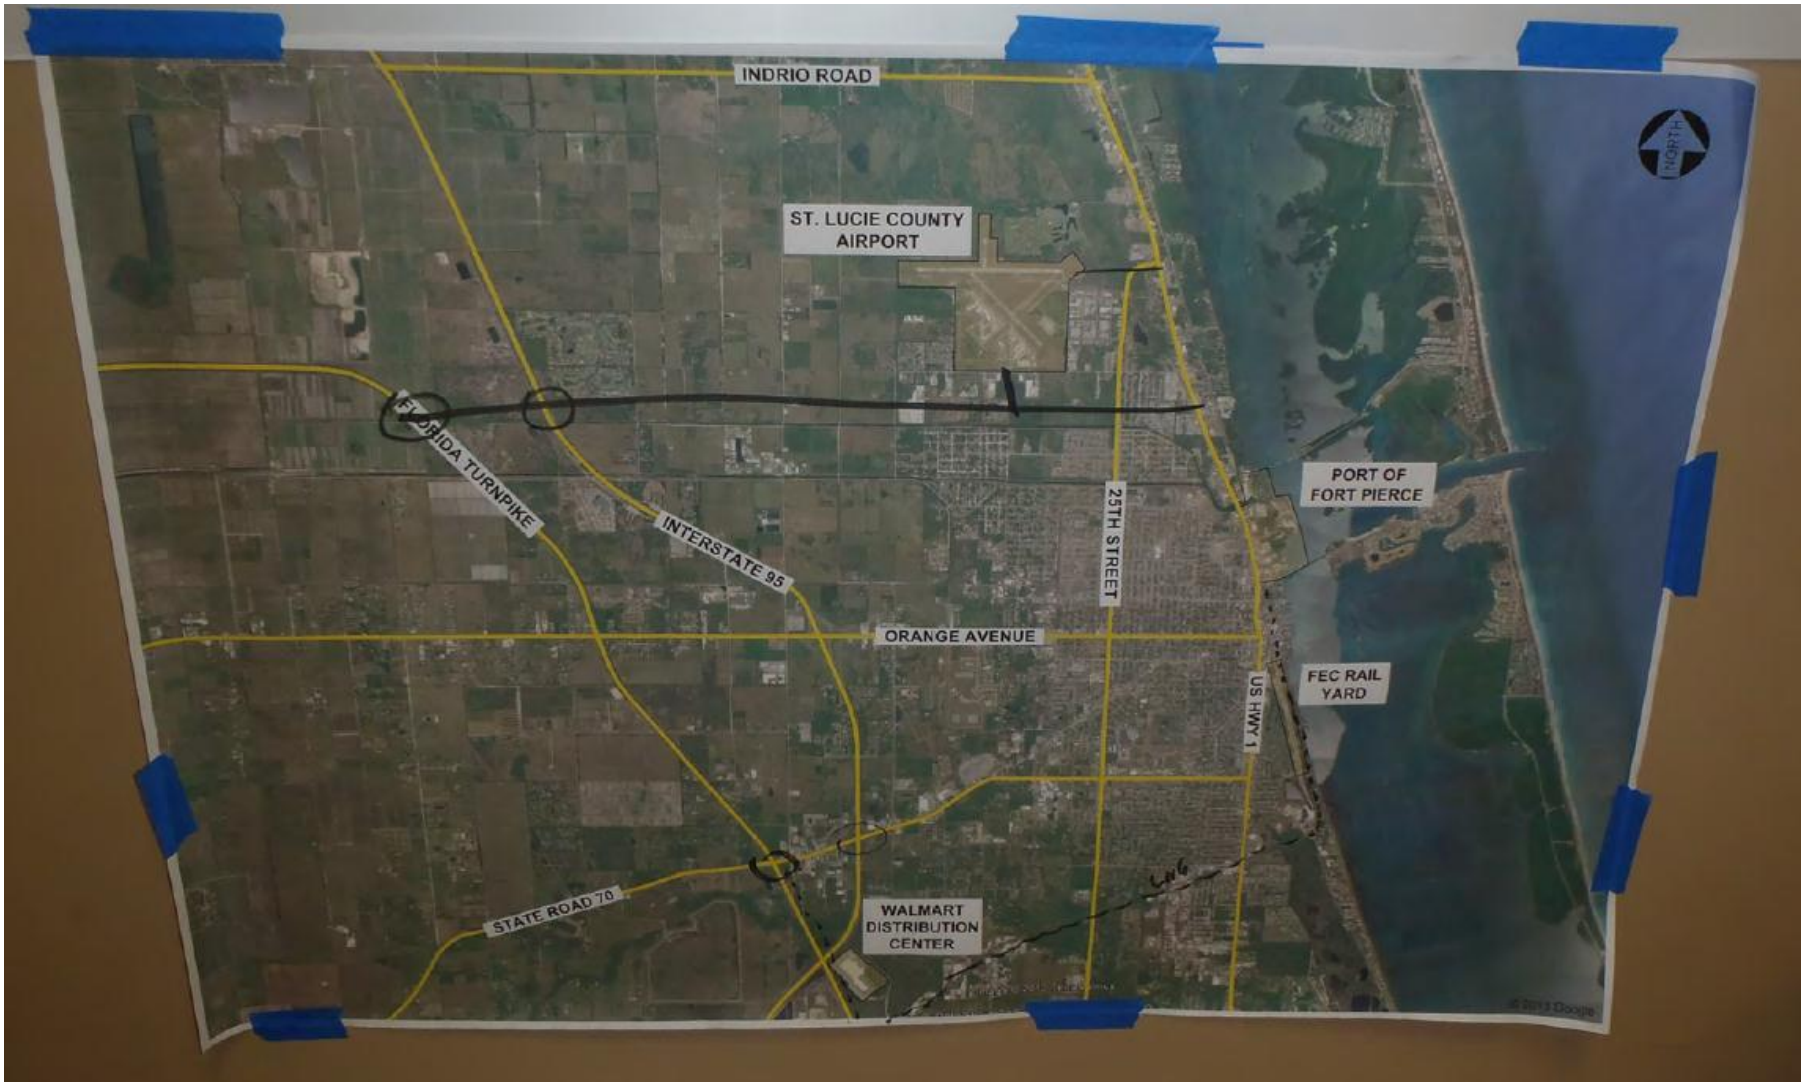 INDRIO ROAD
NORTH
ST. LUCIE COUNTY
AIRPORT
FLORIDA TURNPIKE
INTERSTATE 95
25TH STREET
PORT OF
FORT PIERCE
ORANGE AVENUE
FEC RAIL
YARD
US HWY 1
LNG
STATE ROAD 70
WALMART
DISTRIBUTION
CENTER
© 2013 Google